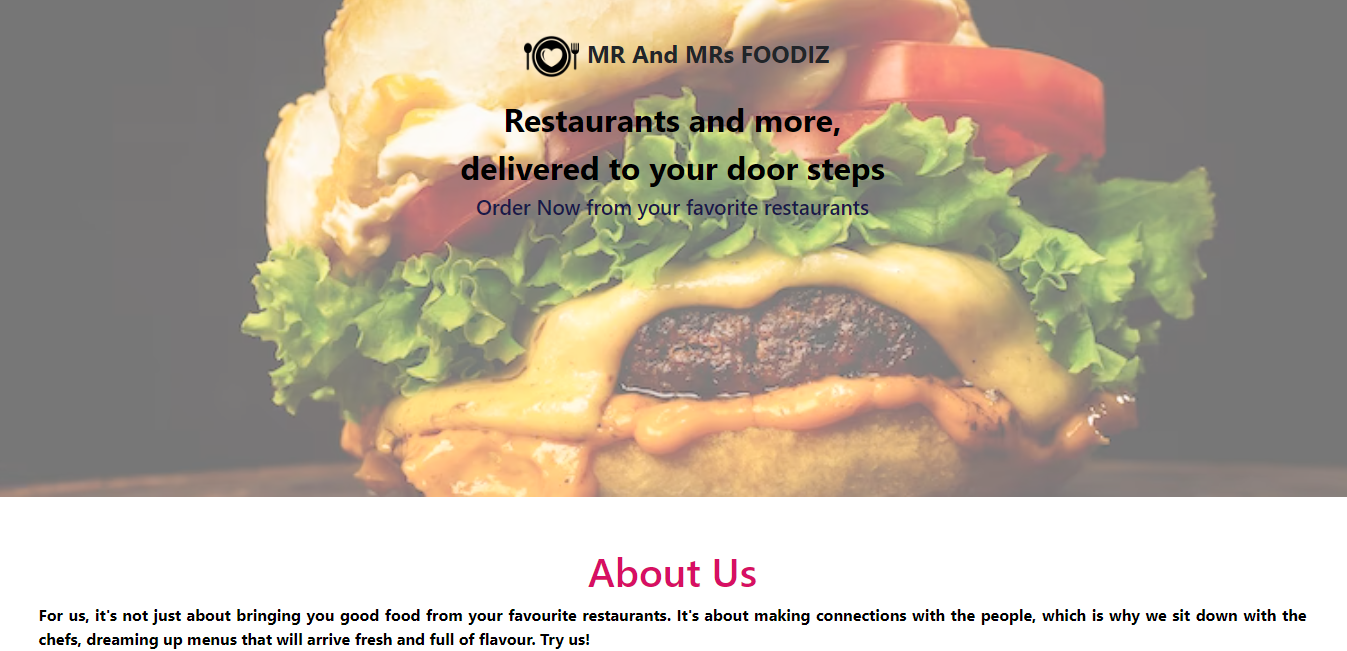 MR And MRs FOODIZ
Restaurants and more,
delivered to your door steps
Order Now from your favorite restaurants
About Us
For us, it's not just about bringing you good food from your favourite restaurants. It's about making connections with the people, which is why we sit down with the
chefs, dreaming up menus that will arrive fresh and full of flavour. Try us!